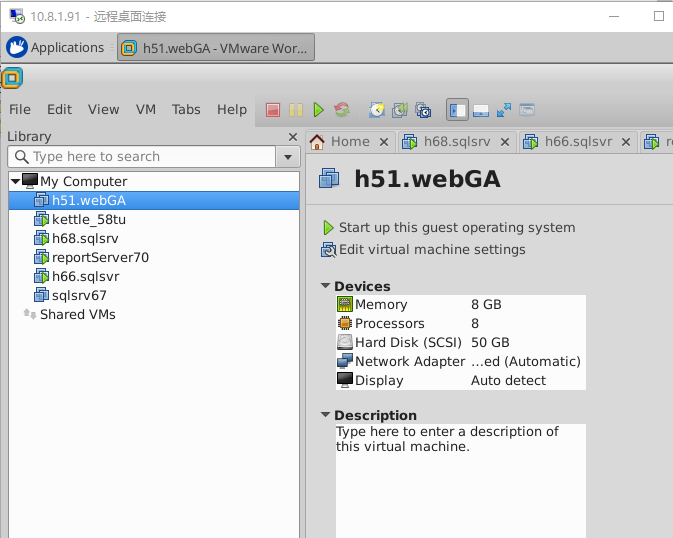 10.8.1.91 - 远程桌面连接
Applications
h51.webGA - VMware Wor...
File Edit View VM Tabs Help
Library
Type here to search
My Computer
h51.webGA
kettle_58tu
h68.sqlsrv
reportServer70
h66.sqlsvr
sqlsrv67
Shared VMs
Home h68.sqlsrv h66.sqlsvr re
h51.webGA
Start up this guest operating system
Edit virtual machine settings
Devices
Memory 8 GB
Processors 8
Hard Disk (SCSI) 50 GB
Network Adapter ...ed (Automatic)
Display Auto detect
Description
Type here to enter a description of
this virtual machine.